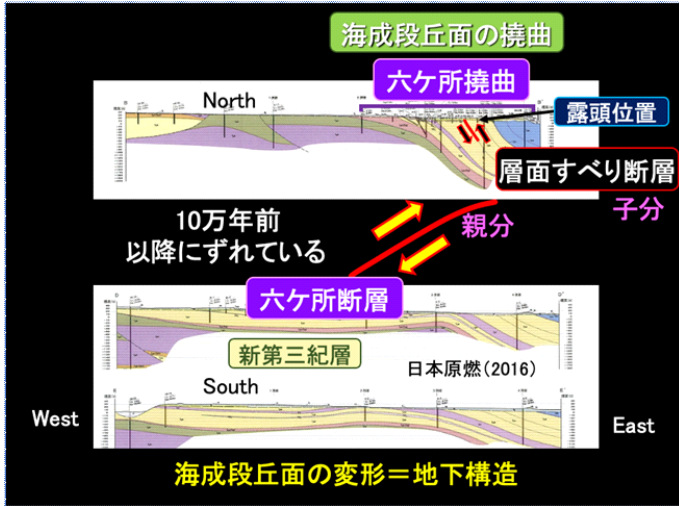 海成段丘面の撓曲
六ケ所撓曲
North
露頭位置
層面すべり断層
10万年前
以降にずれている
親分
子分
六ケ所断層
新第三紀層
日本原燃(2016)
South
West
East
海成段丘面の変形=地下構造